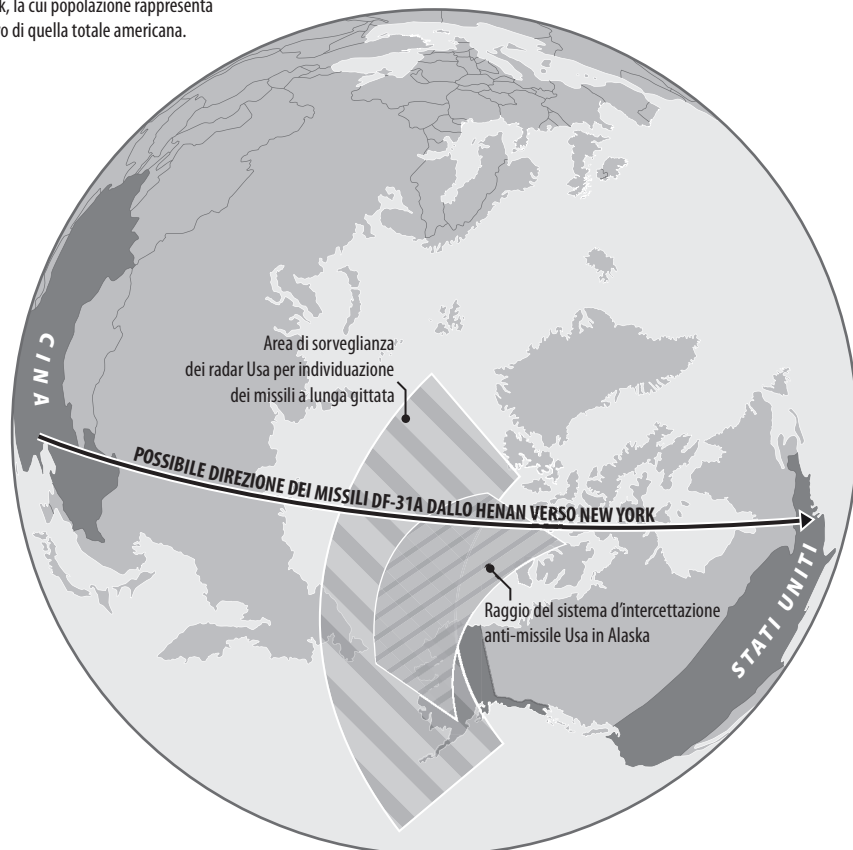 la cui popolazione rappresenta
di quella totale americana.
Area di sorveglianza
dei radar Usa per individuazione
dei missili a lunga gittata
CINA
POSSIBILE DIREZIONE DEI MISSILI DF-31A DALLO HENAN VERSO NEW YORK
Raggio del sistema d'intercettazione
anti-missile Usa in Alaska
STATI UNITI